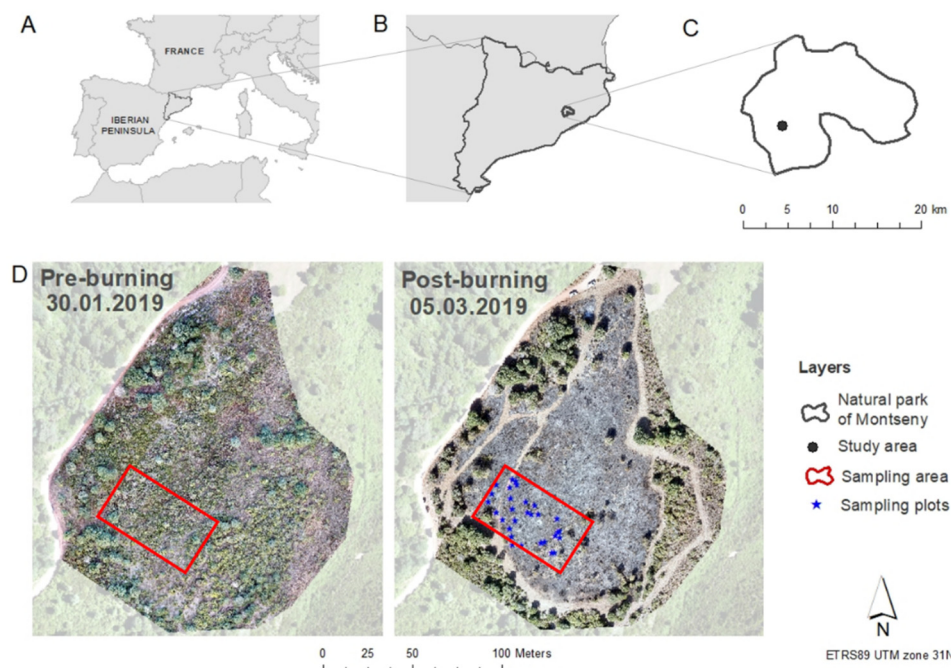 A
B
C
FRANCE
IBERIAN
PENINSULA
0 5 10 20 km
D
Pre-burning
30.01.2019
Post-burning
05.03.2019
Layers
Natural park
of Montseny
Study area
Sampling area
Sampling plots
N
ETRS89 UTM zone 31
0 25 50 100 Meters